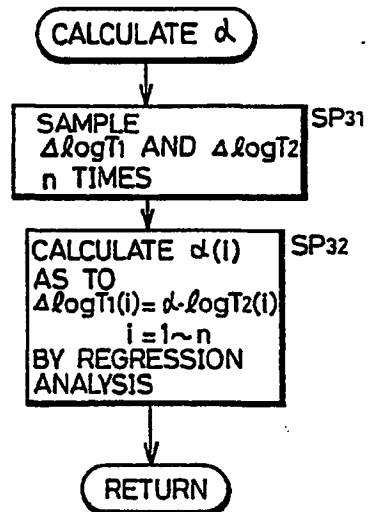 CALCULATE α
SAMPLE SP31
ΔlogT1 AND ΔlogT2
n TIMES
CALCULATE α(i) SP32
AS TO
ΔlogT1(i)=α·logT2(i)
i=1~n
BY REGRESSION
ANALYSIS
RETURN